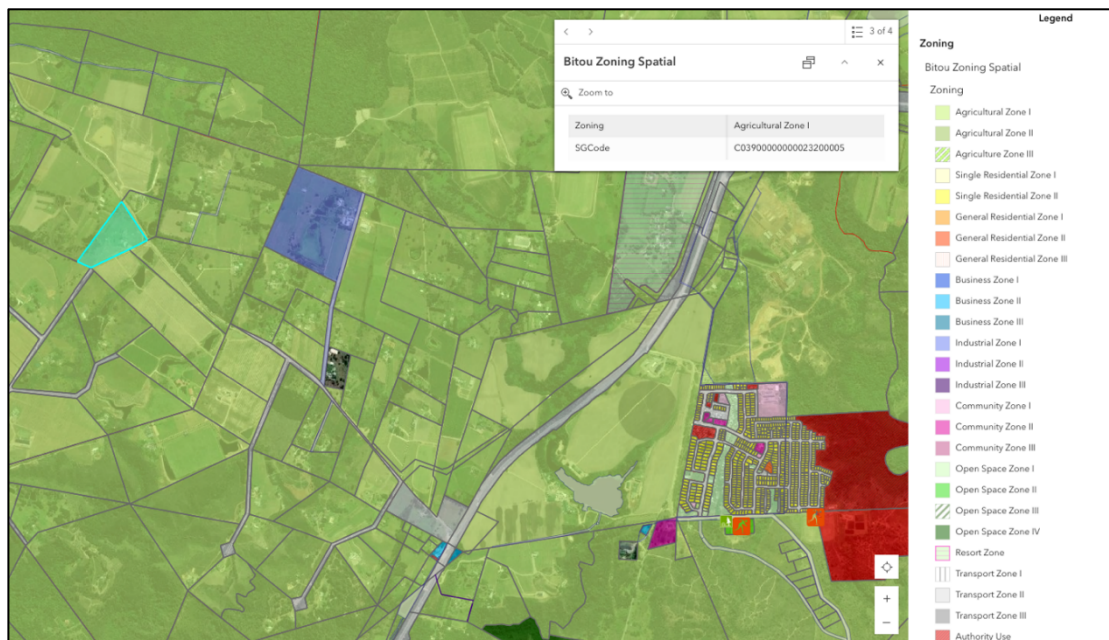 3 of 4
Bitou Zoning Spatial
Zoom to
Zoning Agricultural Zone I
SGCode C03900000000023200005
Legend
Zoning
Bitou Zoning Spatial
Zoning
Agricultural Zone I
Agricultural Zone II
Agriculture Zone III
Single Residential Zone I
Single Residential Zone II
General Residential Zone I
General Residential Zone II
General Residential Zone III
Business Zone I
Business Zone II
Business Zone III
Industrial Zone I
Industrial Zone II
Industrial Zone III
Community Zone I
Community Zone II
Community Zone III
Open Space Zone I
Open Space Zone II
Open Space Zone III
Open Space Zone IV
Resort Zone
Transport Zone I
Transport Zone II
Transport Zone III
Authority Use